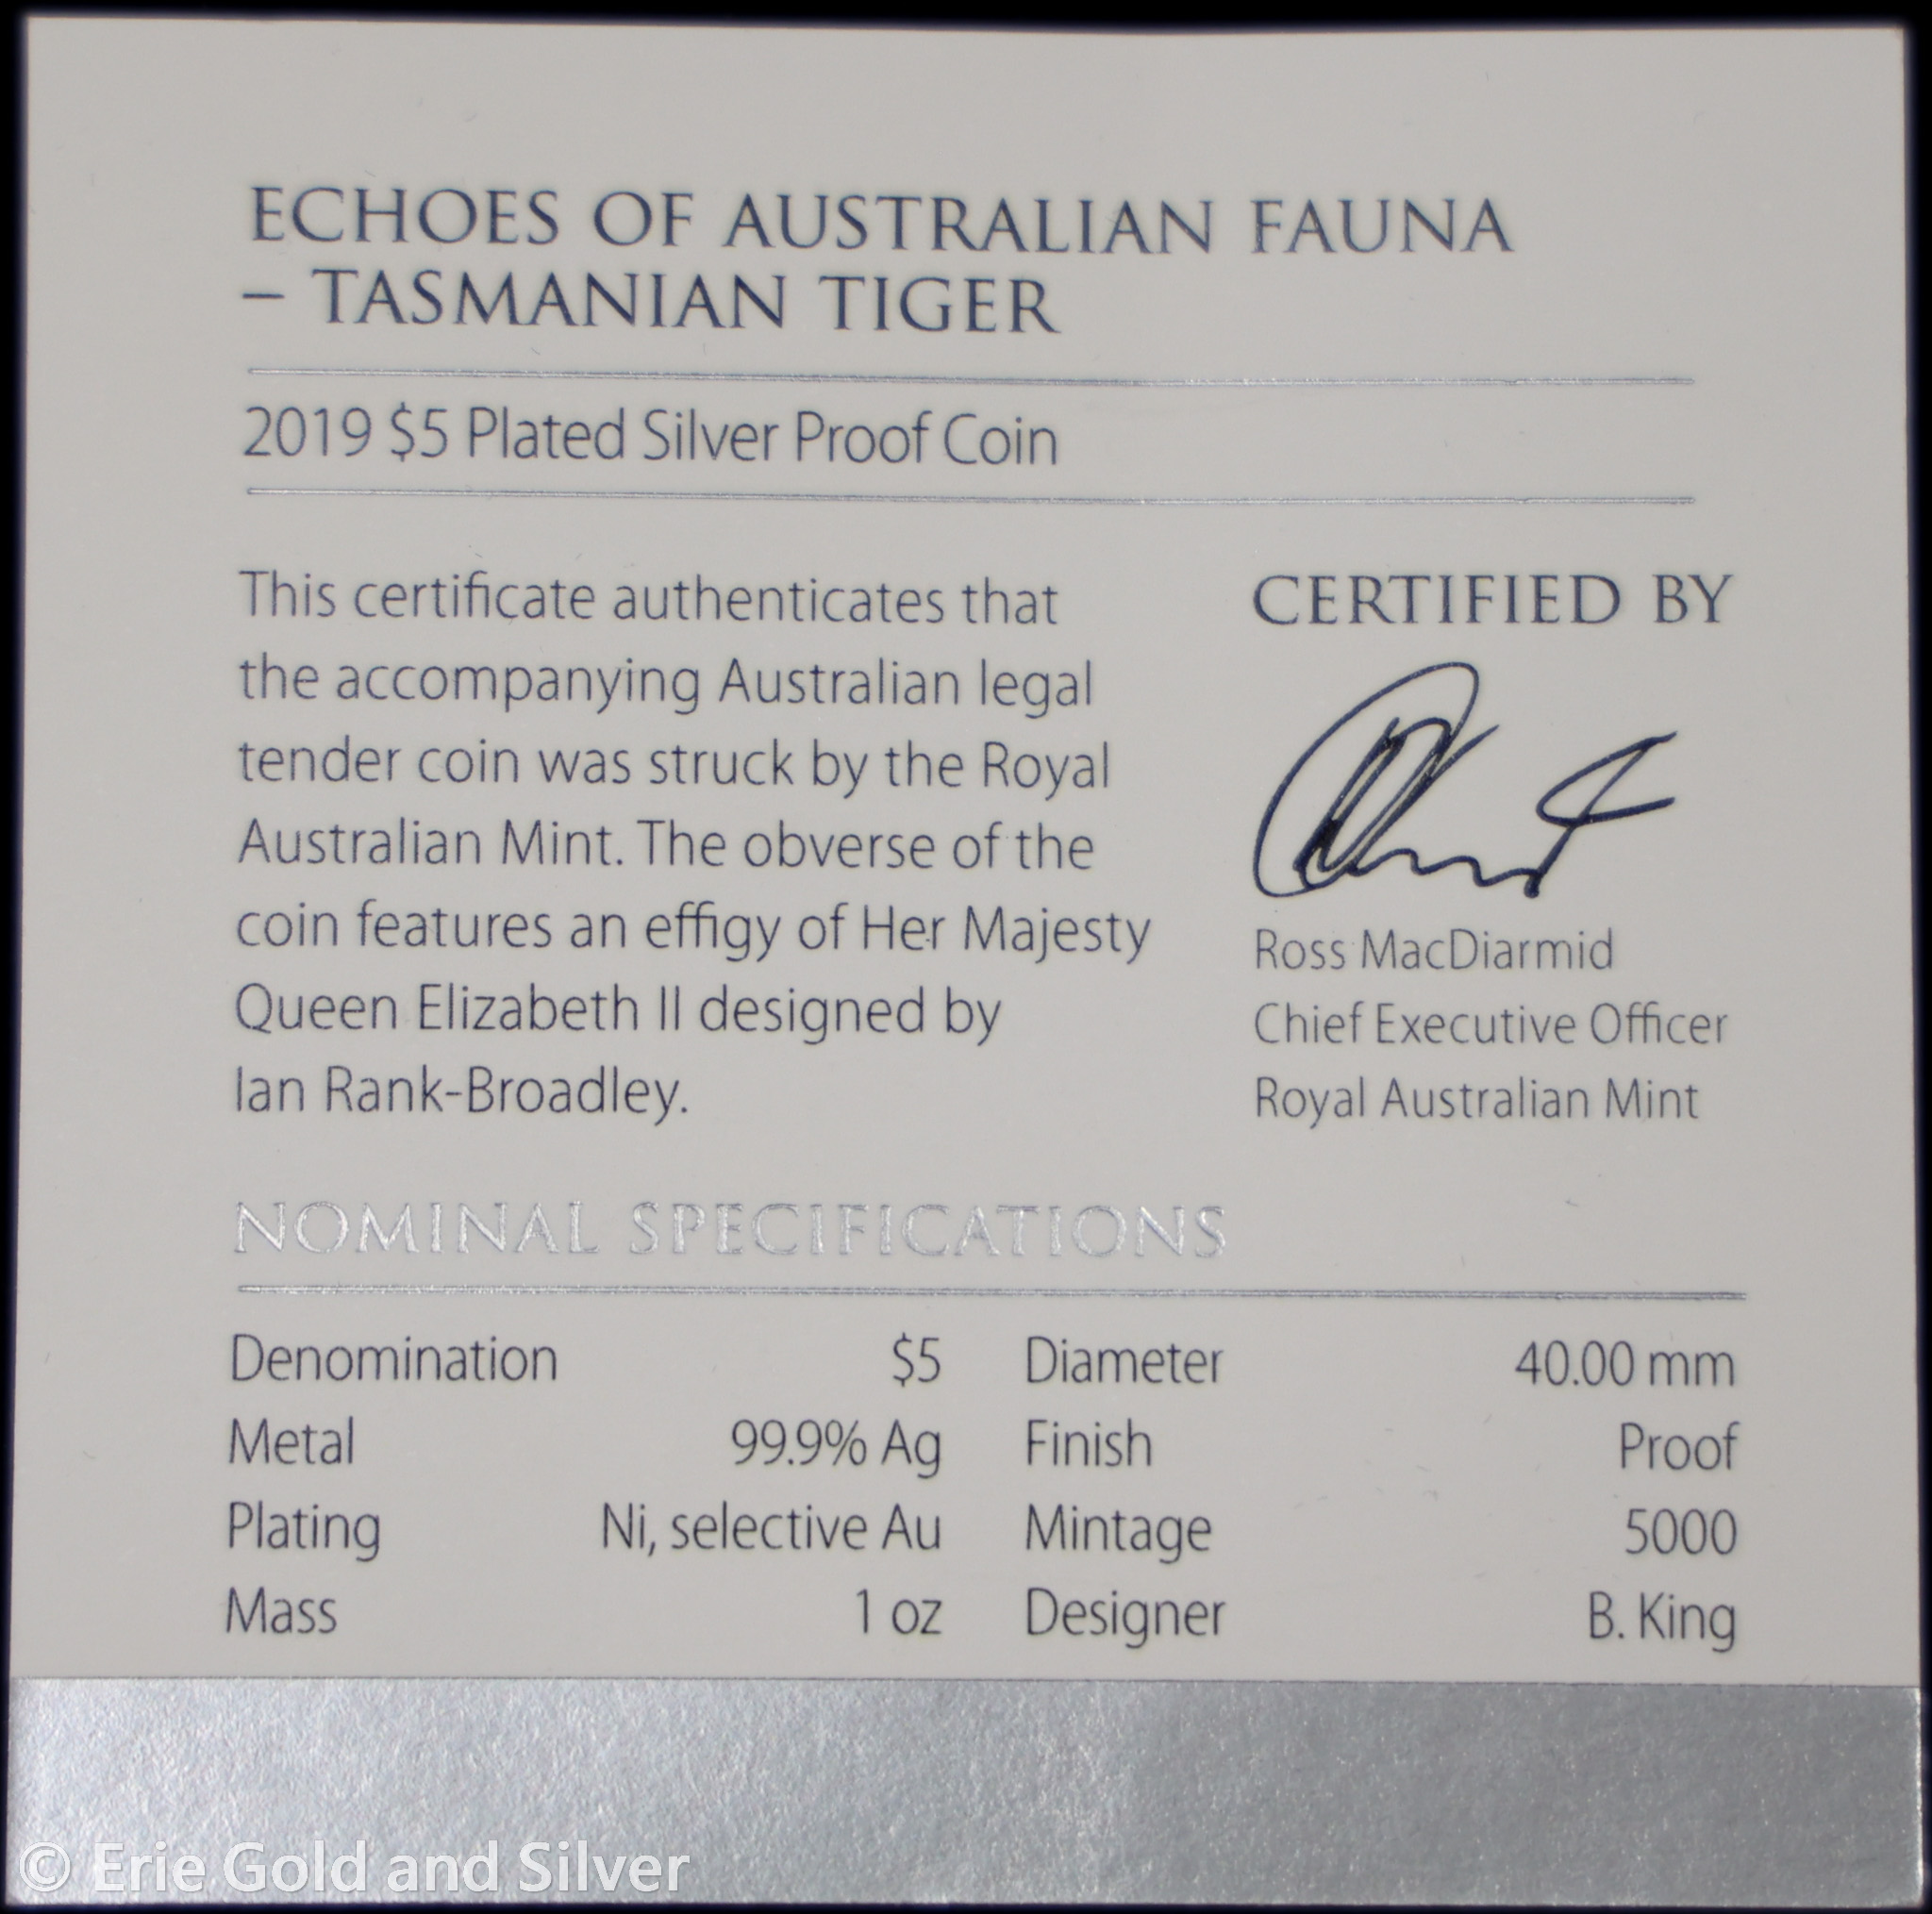 ECHOES OF AUSTRALIAN FAUNA
– TASMANIAN TIGER
2019 $5 Plated Silver Proof Coin
This certificate authenticates that
the accompanying Australian legal
tender coin was struck by the Royal
Australian Mint. The obverse of the
coin features an effigy of Her Majesty
Queen Elizabeth II designed by
Ian Rank-Broadley.
CERTIFIED BY
Ross MacDiarmid
Chief Executive Officer
Royal Australian Mint
NOMINAL SPECIFICATIONS
Denomination $5 Diameter 40.00 mm
Metal 99.9% Ag Finish Proof
Plating Ni, selective Au Mintage 5000
Mass 1 oz Designer B. King
© Erie Gold and Silver